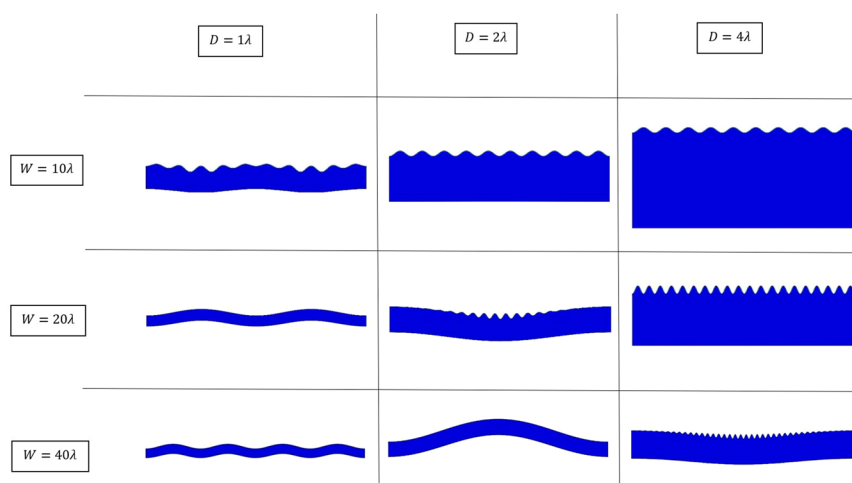 D = 1λ
D = 2λ
D = 4λ
W = 10λ
W = 20λ
W = 40λ